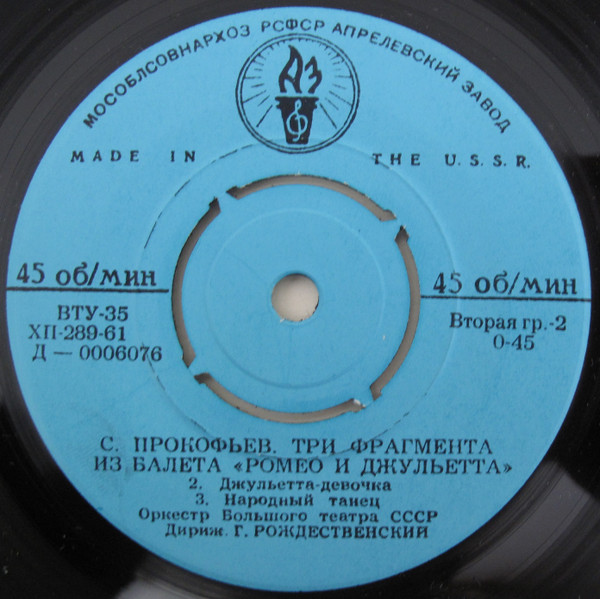 МОСОБЛСОВНАРХОЗ РСФСР АПРЕЛЕВСКИЙ ЗАВОД
АЗ
MADE IN THE U.S.S.R.
45 об/мин
45 об/мин
ВТУ-35
ХП-289-61
Д — 0006076
Вторая гр.-2
0-45
С. ПРОКОФЬЕВ. ТРИ ФРАГМЕНТА
ИЗ БАЛЕТА «РОМЕО И ДЖУЛЬЕТТА»
2. Джульетта-девочка
3. Народный танец
Оркестр Большого театра СССР
Дириж. Г. РОЖДЕСТВЕНСКИЙ